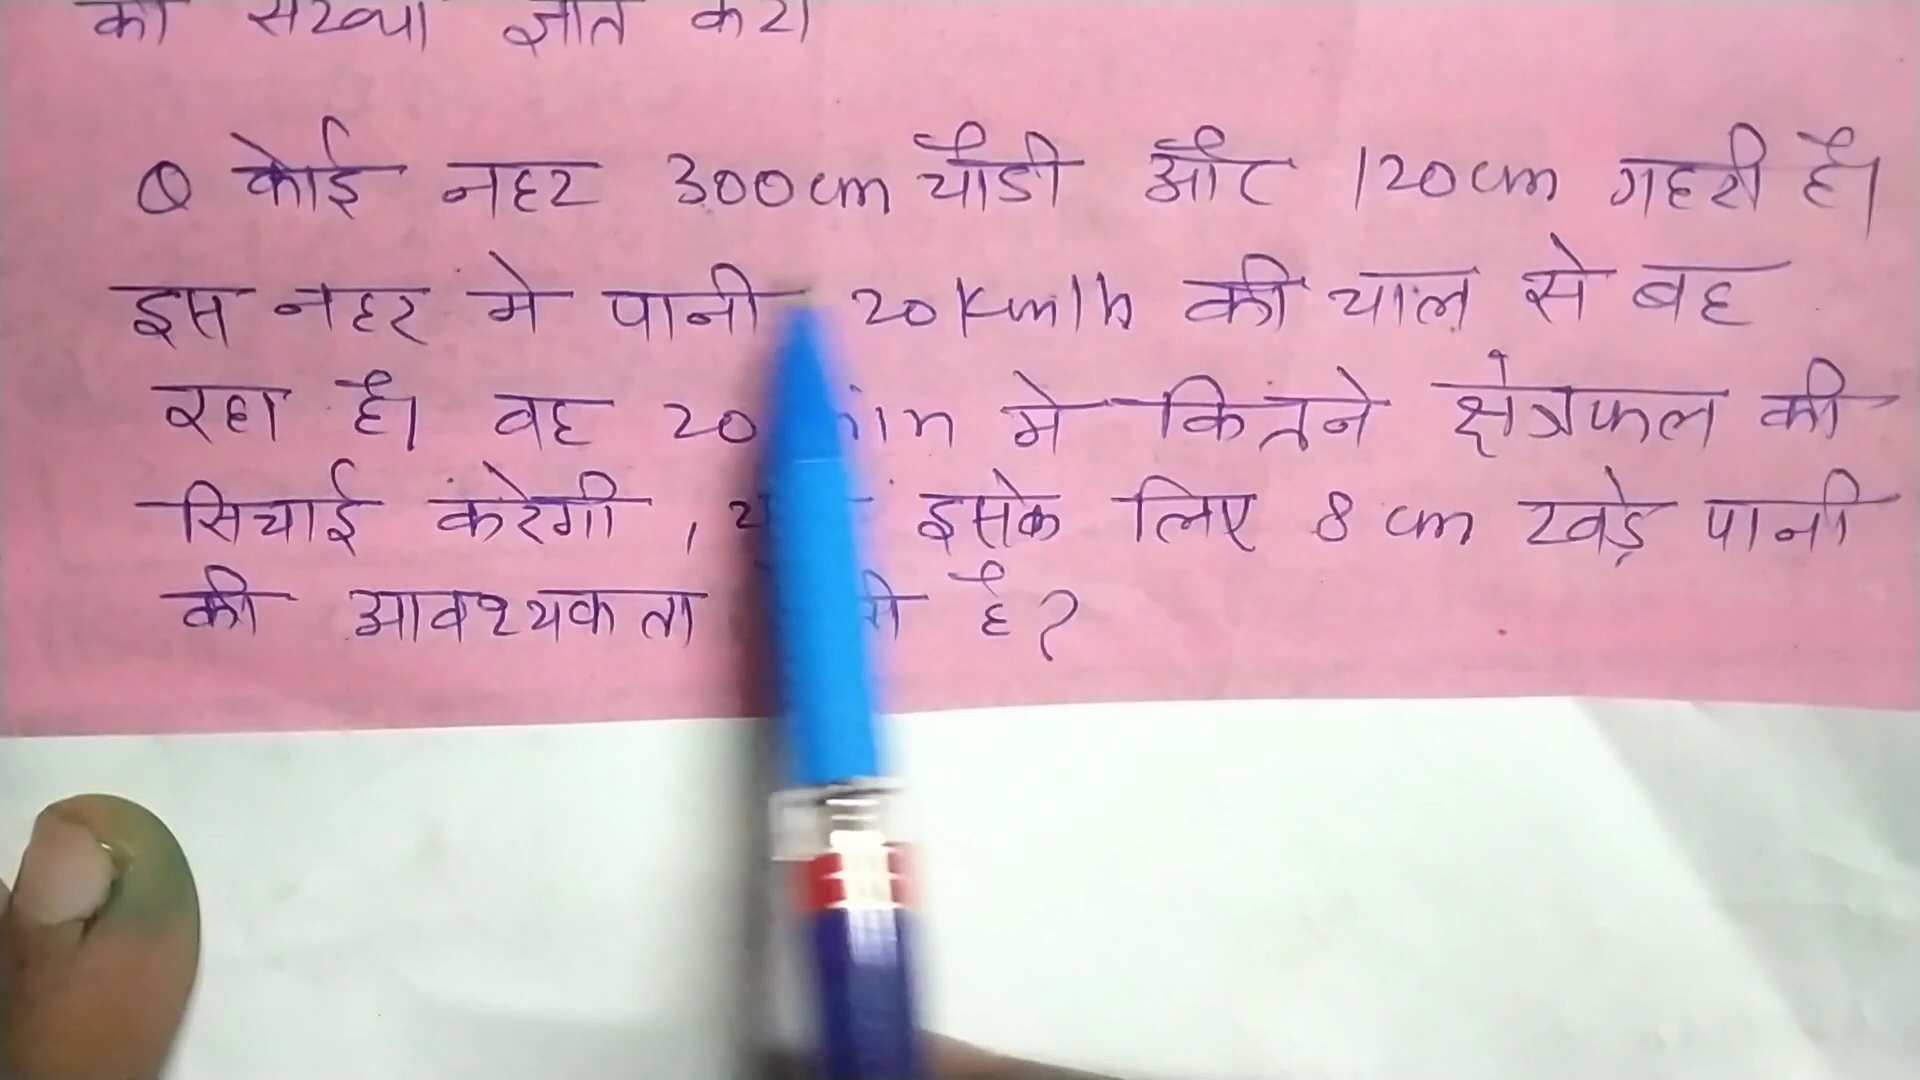 की संख्या ज्ञात करो
Q कोई नहर 300cm चौडी और 120cm गहरी है।
इस नहर मे पानी 20km/h की चाल से बह
रहा है। वह 20 मे कितने क्षेत्रफल की
सिचाई करेगी, इसके लिए 8 cm खड़े पानी
की आवश्यकता है?